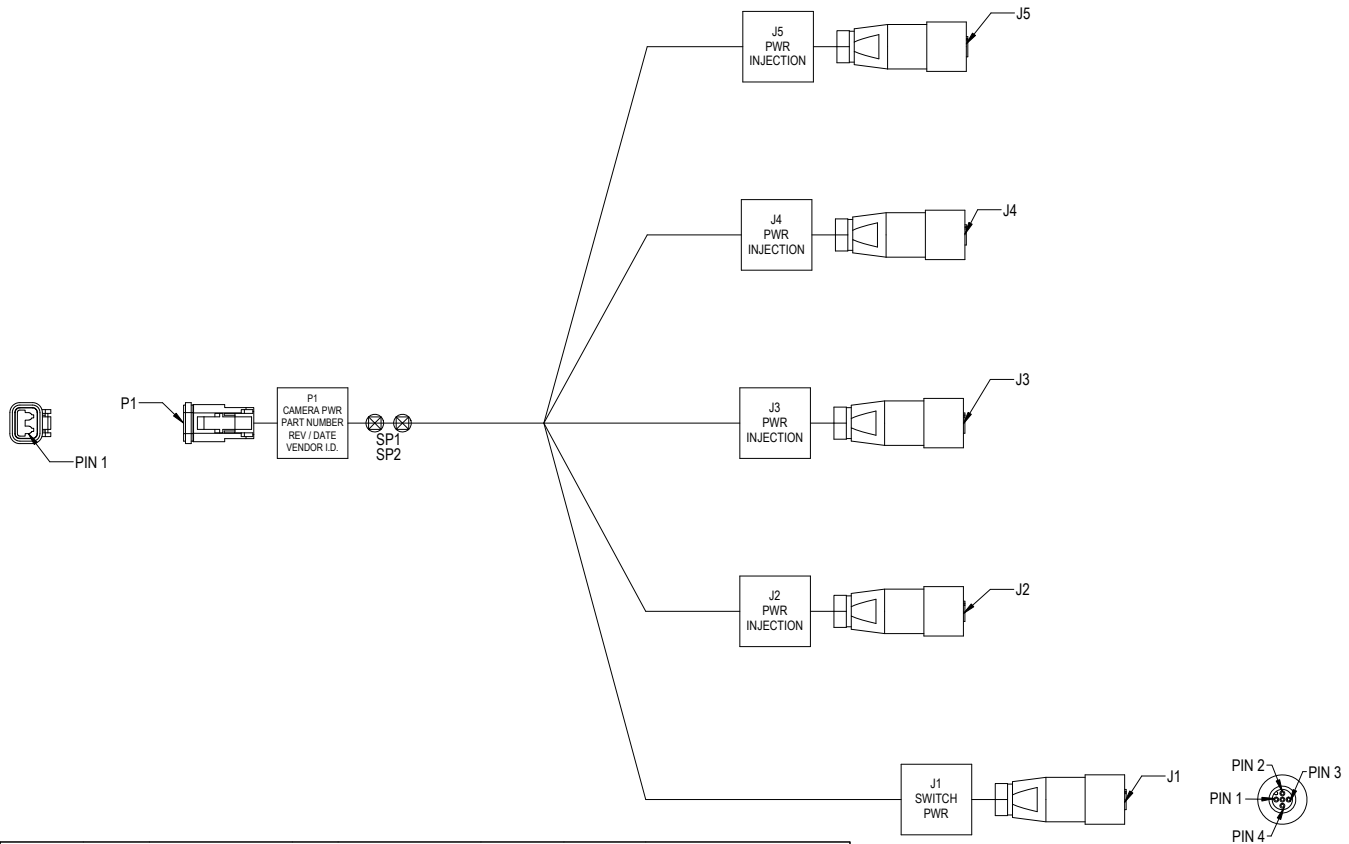 J5
PWR
INJECTION
J5
J4
PWR
INJECTION
J4
P1
P1
CAMERA PWR
PART NUMBER
REV / DATE
VENDOR I.D.
SP1
SP2
PIN 1
J3
PWR
INJECTION
J3
J2
PWR
INJECTION
J2
J1
SWITCH
PWR
J1
PIN 2
PIN 3
PIN 1
PIN 4